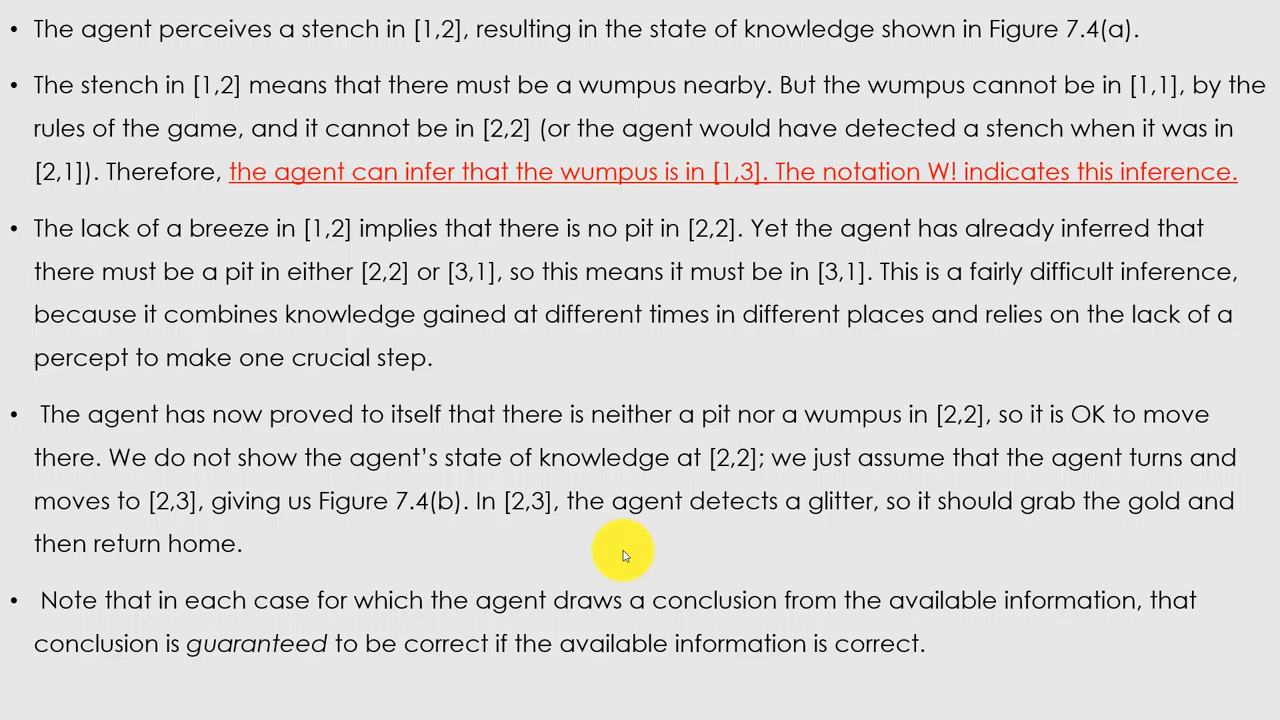 • The agent perceives a stench in [1,2], resulting in the state of knowledge shown in Figure 7.4(a).
• The stench in [1,2] means that there must be a wumpus nearby. But the wumpus cannot be in [1,1], by the
rules of the game, and it cannot be in [2,2] (or the agent would have detected a stench when it was in
[2,1]). Therefore, the agent can infer that the wumpus is in [1,3]. The notation W! indicates this inference.
• The lack of a breeze in [1,2] implies that there is no pit in [2,2]. Yet the agent has already inferred that
there must be a pit in either [2,2] or [3,1], so this means it must be in [3,1]. This is a fairly difficult inference,
because it combines knowledge gained at different times in different places and relies on the lack of a
percept to make one crucial step.
• The agent has now proved to itself that there is neither a pit nor a wumpus in [2,2], so it is OK to move
there. We do not show the agent’s state of knowledge at [2,2]; we just assume that the agent turns and
moves to [2,3], giving us Figure 7.4(b). In [2,3], the agent detects a glitter, so it should grab the gold and
then return home.
• Note that in each case for which the agent draws a conclusion from the available information, that
conclusion is guaranteed to be correct if the available information is correct.